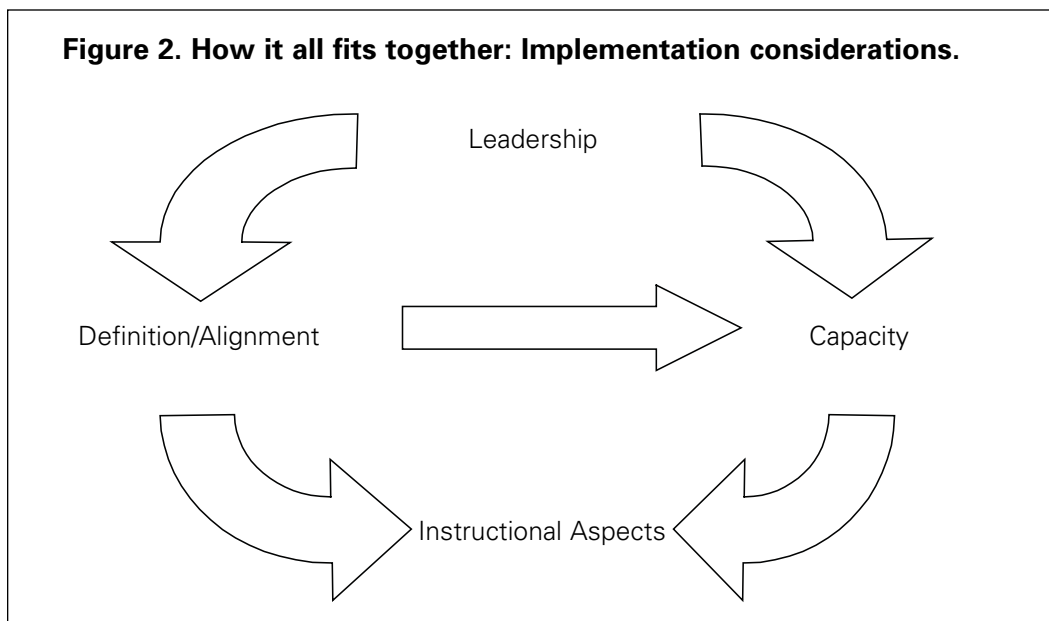 Figure 2. How it all fits together: Implementation considerations.
Leadership
Definition/Alignment
Capacity
Instructional Aspects